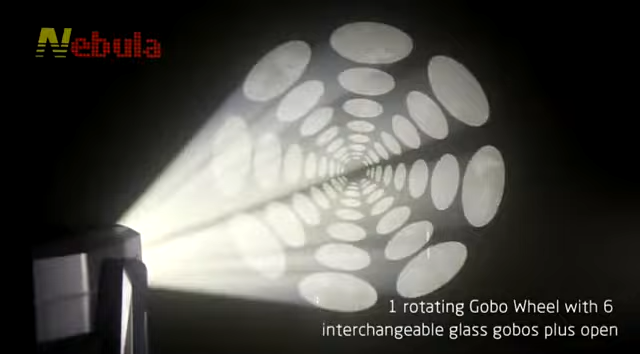 Nebula
1 rotating Gobo Wheel with 6
interchangeable glass gobos plus open